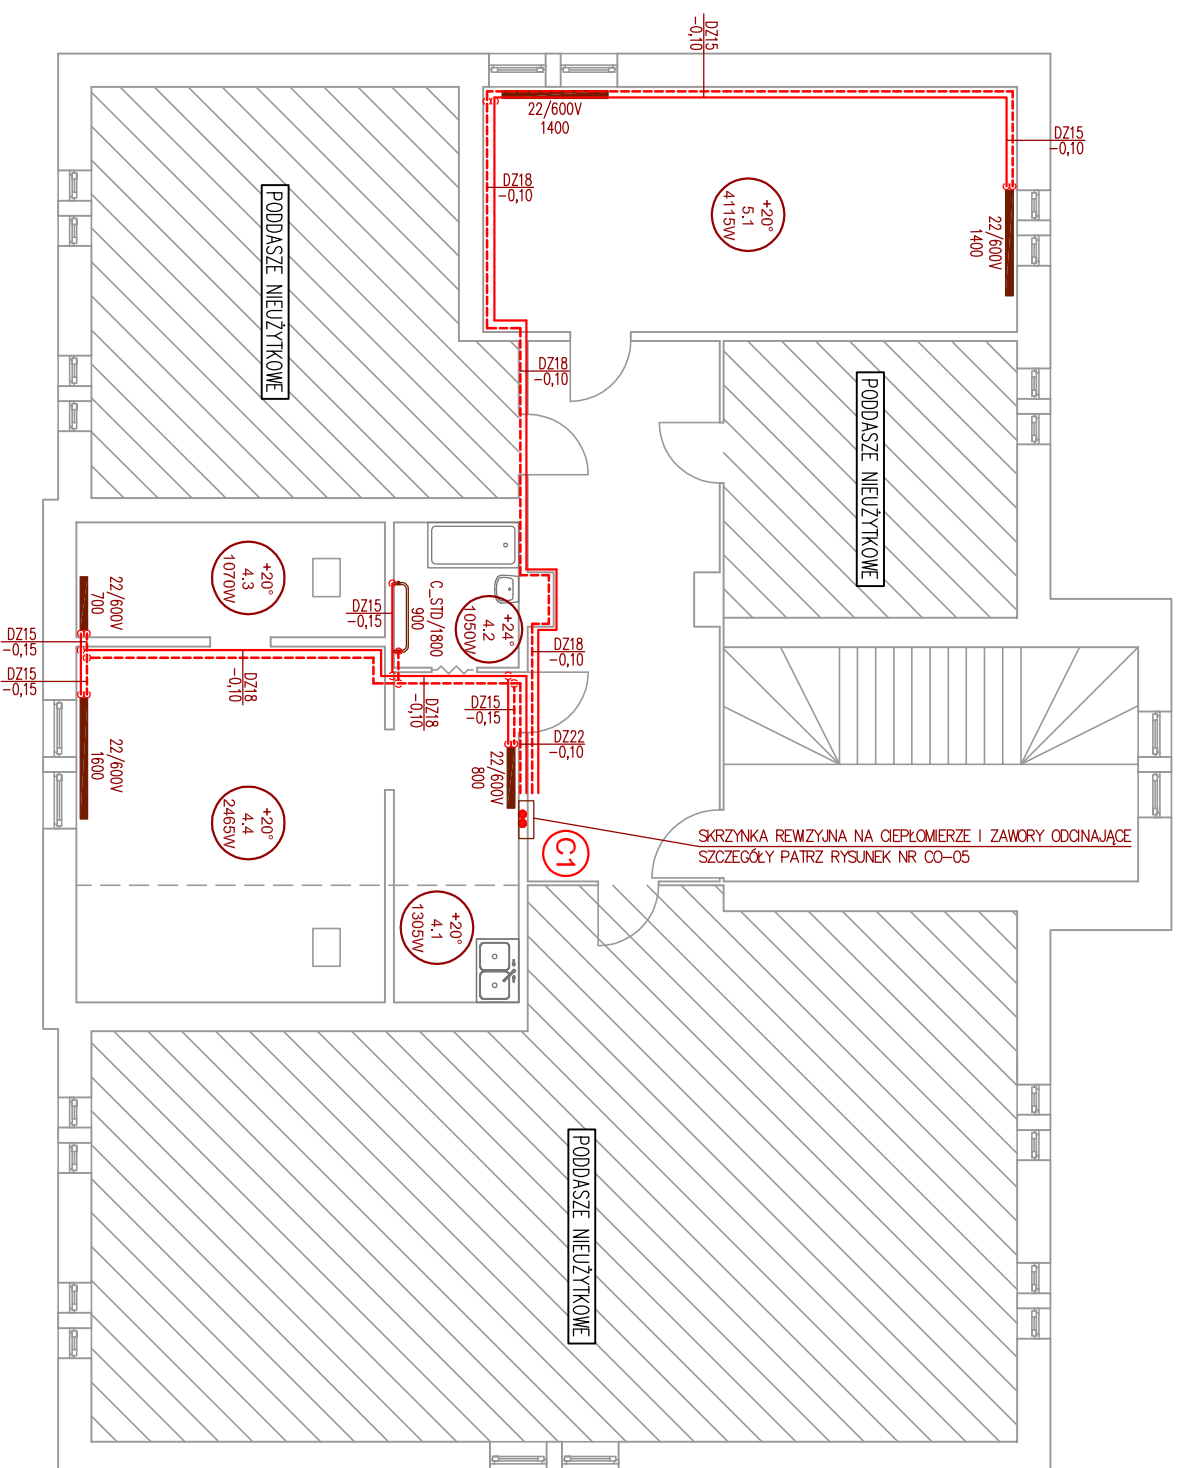 DZ15
-0,10
22/600V
1400
DZ15
-0,10
DZ18
-0,10
+20°
5.1
4115W
22/600V
1400
PODDASZE NIEUŻYTKOWE
DZ18
-0,10
PODDASZE NIEUŻYTKOWE
+20°
4.3
1070W
22/600V
700
DZ15
-0,15
C_STD/1800
900
+24°
4.2
1050W
DZ18
-0,10
DZ15
-0,15
DZ15
-0,15
DZ18
-0,10
DZ18
-0,10
DZ15
-0,15
DZ22
-0,10
22/600V
1600
22/600V
800
+20°
4.4
2465W
C1
SKRZYNKA REWIZYJNA NA CIEPŁOMIERZE I ZAWORY ODCINAJĄCE
SZCZEGÓŁY PATRZ RYSUNEK NR CO-05
+20°
4.1
1305W
PODDASZE NIEUŻYTKOWE